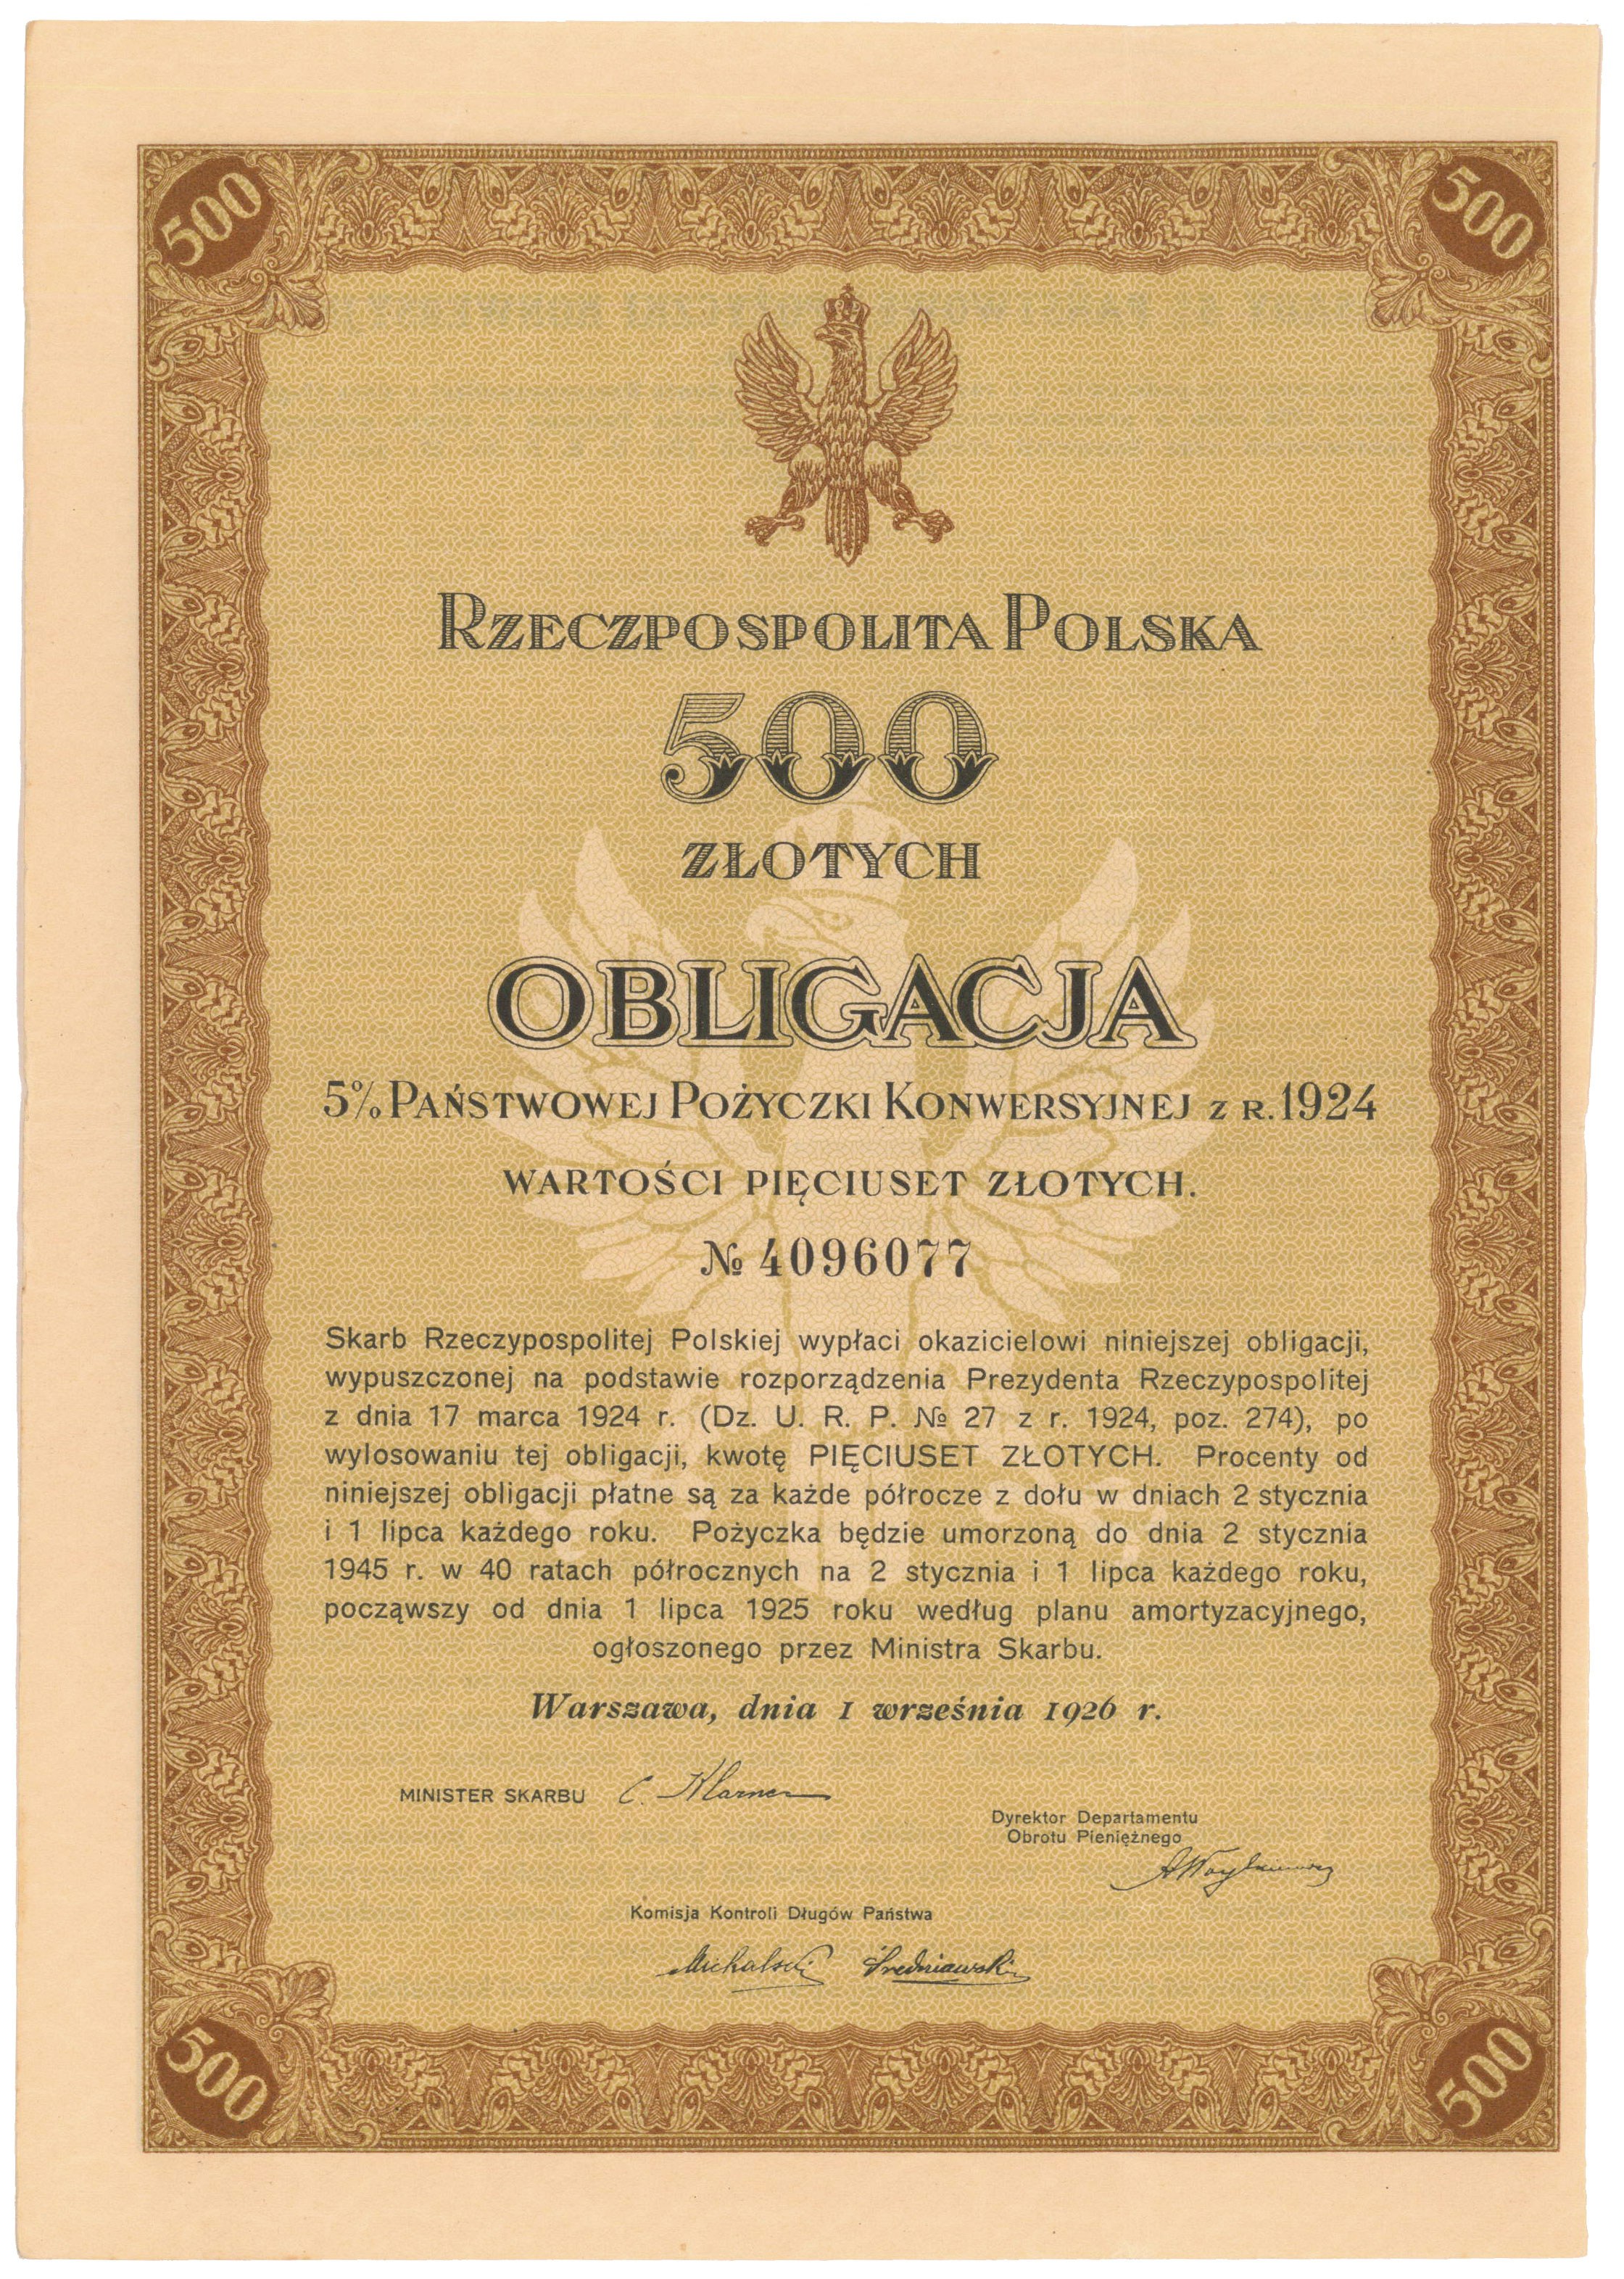 500 500
RZECZPOSPOLITA POLSKA
500
ZŁOTYCH
OBLIGACJA
5% PAŃSTWOWEJ POŻYCZKI KONWERSYJNEJ Z R. 1924
WARTOŚCI PIĘCIUSET ZŁOTYCH.
№ 4096077
Skarb Rzeczypospolitej Polskiej wypłaci okazicielowi niniejszej obligacji,
wypuszczonej na podstawie rozporządzenia Prezydenta Rzeczypospolitej
z dnia 17 marca 1924 r. (Dz. U. R. P. № 27 z r. 1924, poz. 274), po
wylosowaniu tej obligacji, kwotę PIĘCIUSET ZŁOTYCH. Procenty od
niniejszej obligacji płatne są za każde półrocze z dołu w dniach 2 stycznia
i 1 lipca każdego roku. Pożyczka będzie umorzoną do dnia 2 stycznia
1945 r. w 40 ratach półrocznych na 2 stycznia i 1 lipca każdego roku,
począwszy od dnia 1 lipca 1925 roku według planu amortyzacyjnego,
ogłoszonego przez Ministra Skarbu.
Warszawa, dnia 1 września 1926 r.
MINISTER SKARBU C. Klarner
Dyrektor Departamentu
Obrotu Pieniężnego
Komisja Kontroli Długów Państwa
Michalski Średniawski
500 500